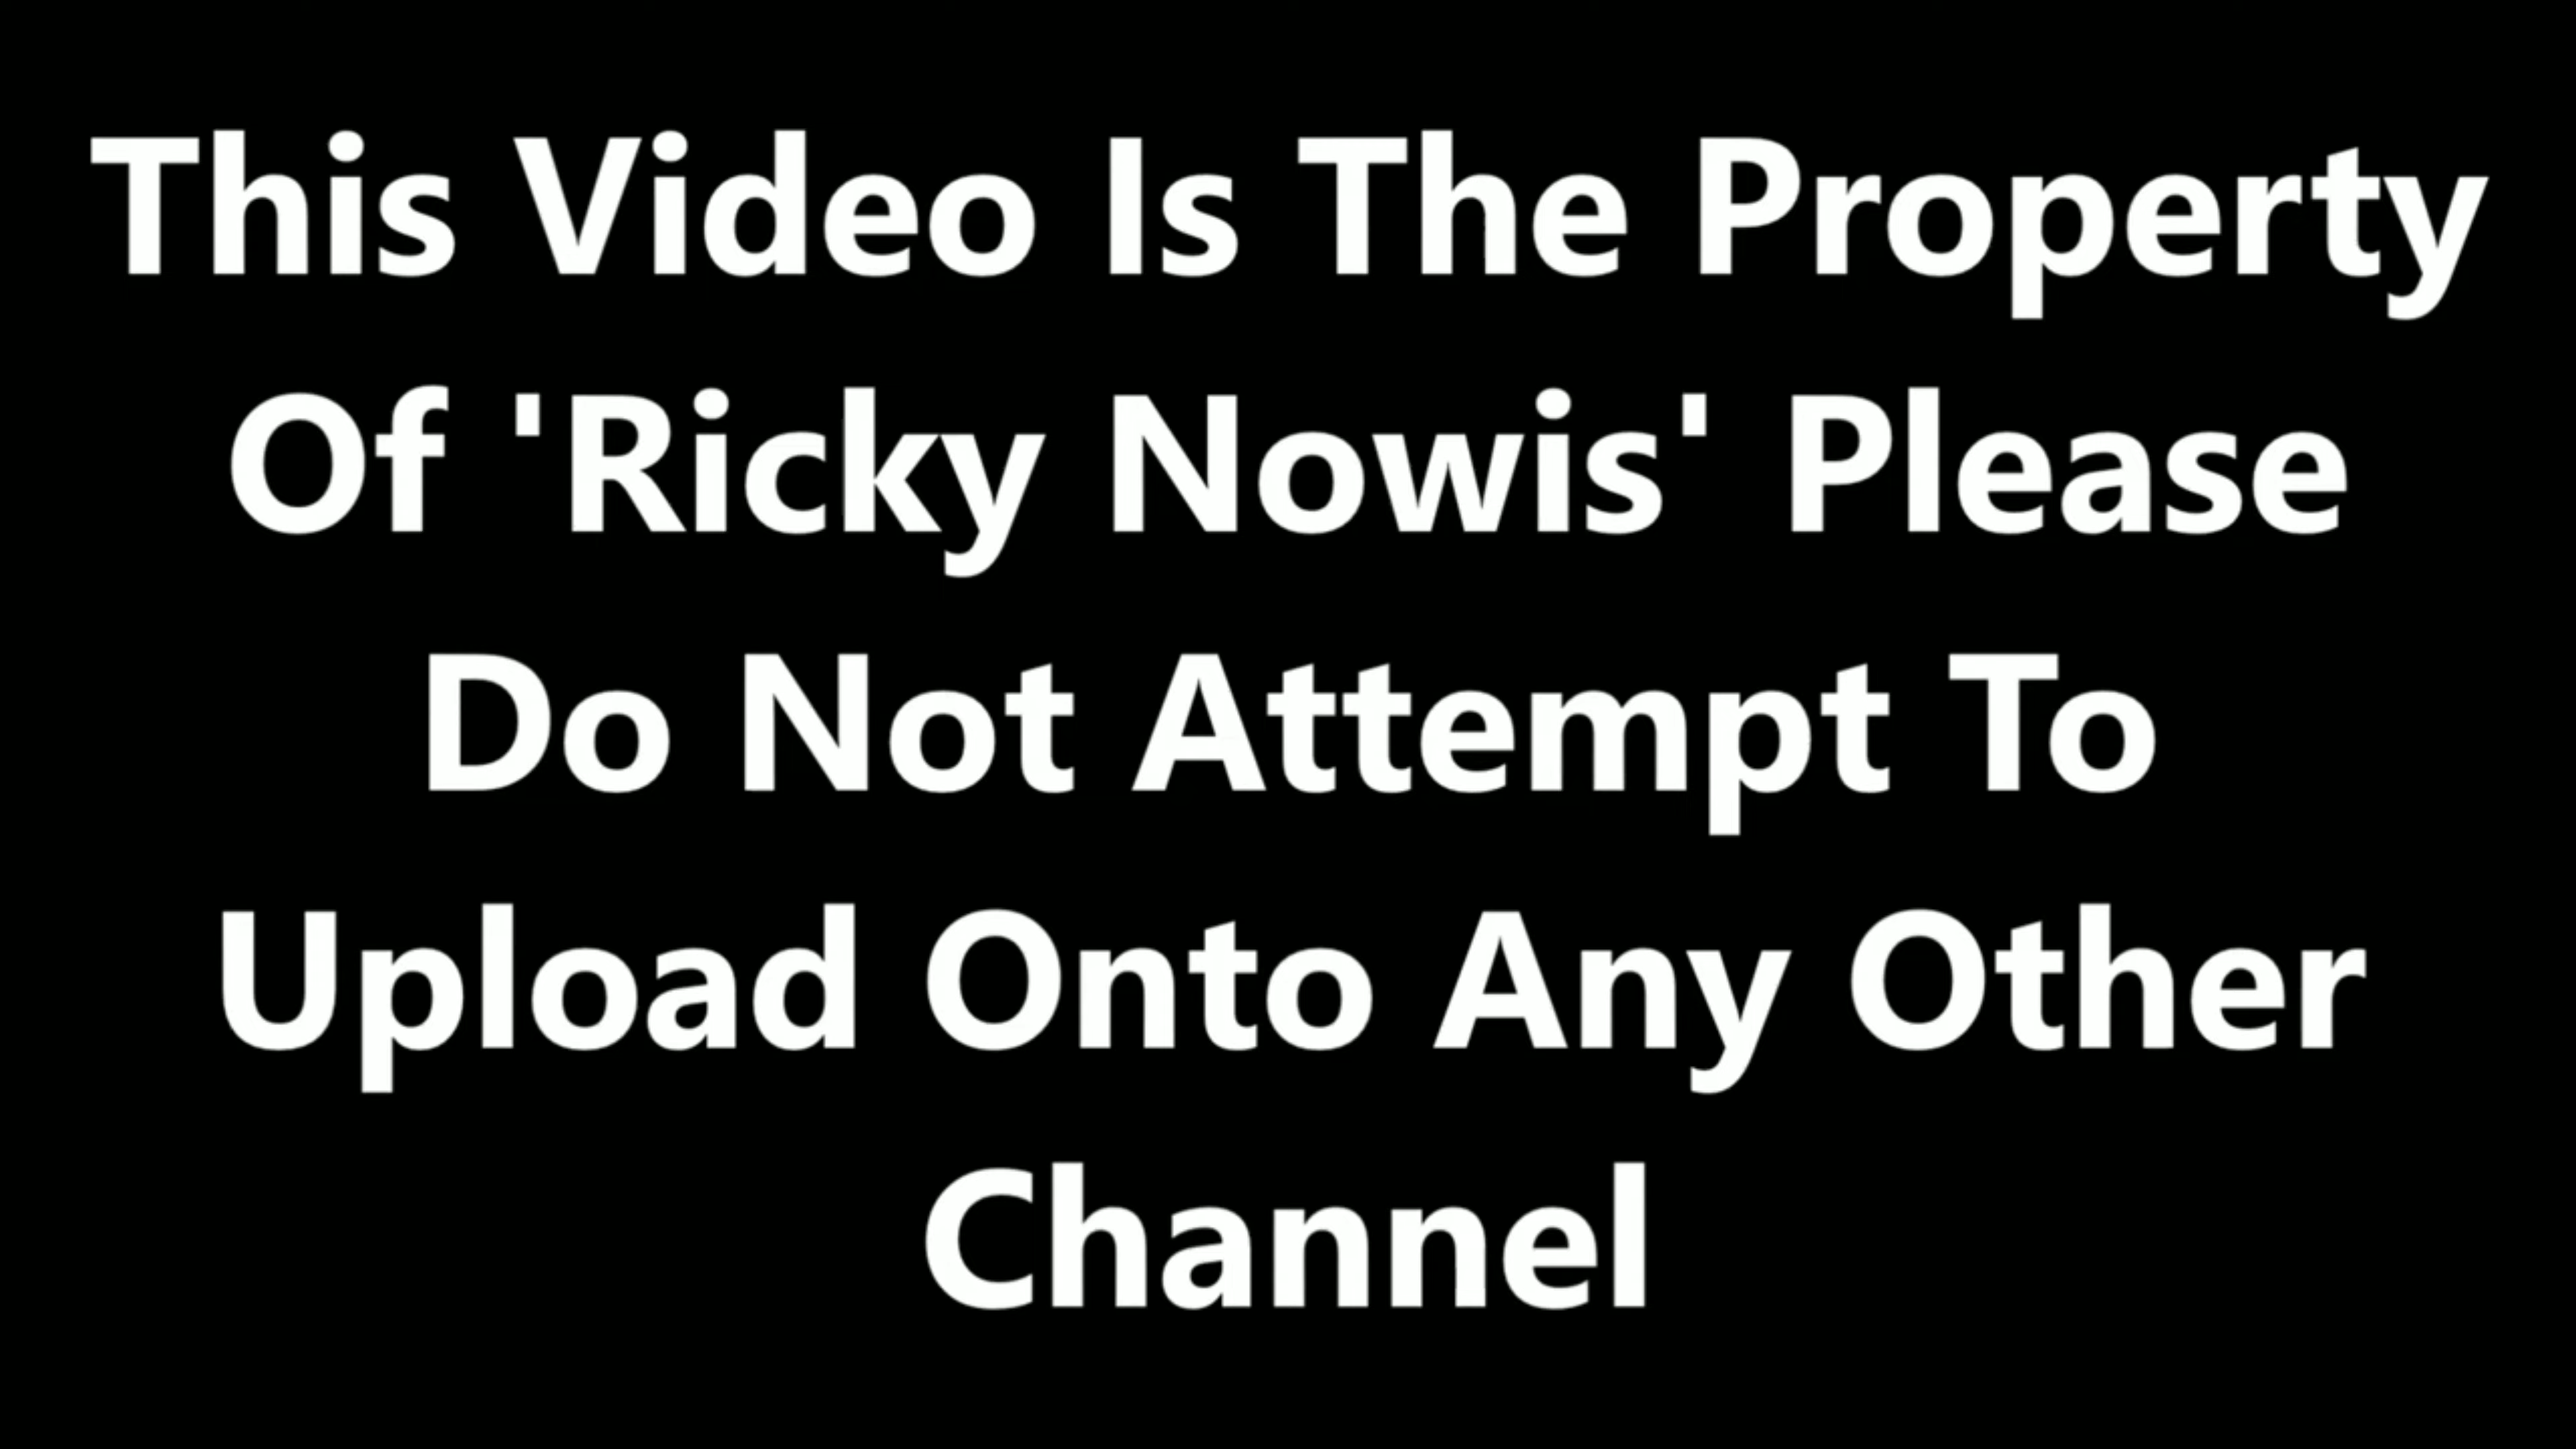 This Video Is The Property
Of 'Ricky Nowis' Please
Do Not Attempt To
Upload Onto Any Other
Channel